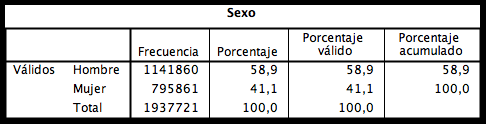 Sexo
Frecuencia Porcentaje Porcentaje válido Porcentaje acumulado
Válidos Hombre 1141860 58,9 58,9 58,9
Mujer 795861 41,1 41,1 100,0
Total 1937721 100,0 100,0